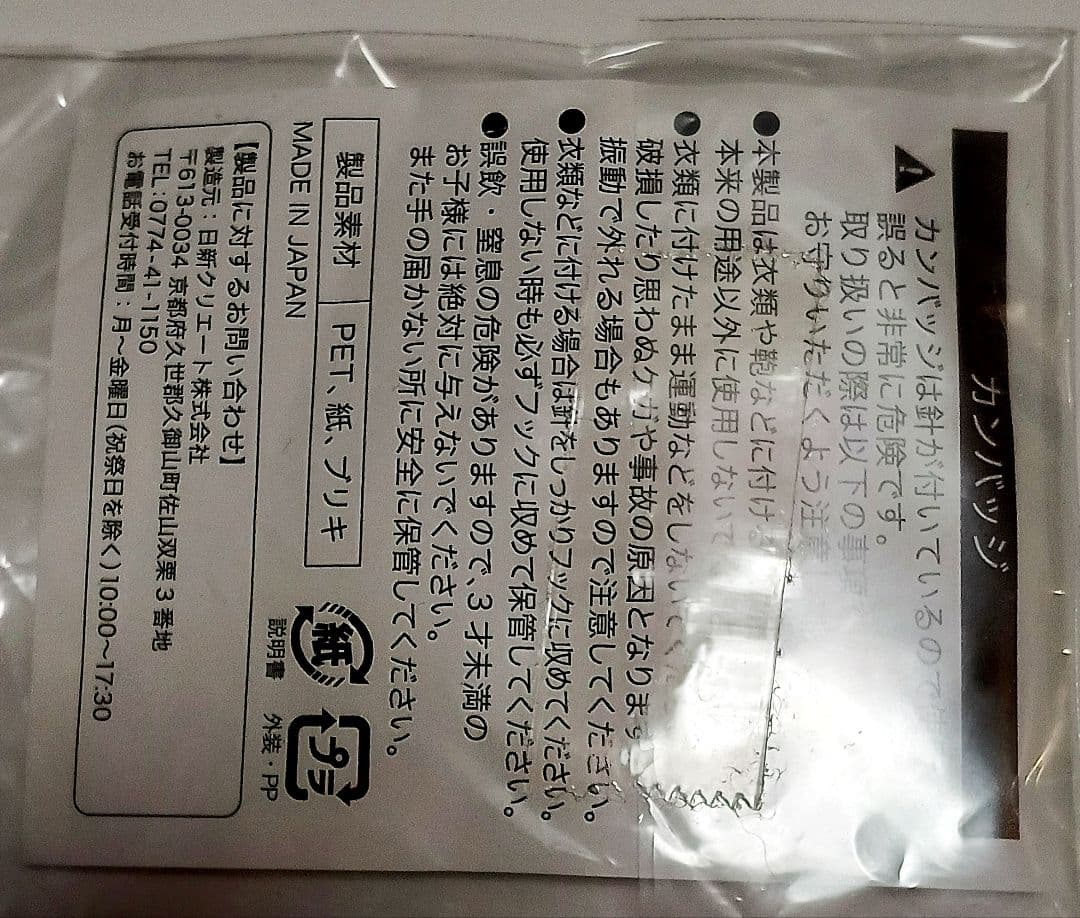 カンバッジ
カンバッジは針が付いているので
誤ると非常に危険です。
取り扱いの際は以下の事項
お守りいただくよう注意
●本製品は衣類や鞄などに付け
本来の用途以外に使用しないで
●衣類に付けたまま運動などをしないでくだ
破損したり思わぬケガや事故の原因となります
振動で外れる場合もありますので注意してください。
●衣類などに付ける場合は針をしっかりフックに収めてください。
使用しない時も必ずフックに収めて保管してください。
●誤飲・窒息の危険がありますので、3才未満の
お子様には絶対に与えないでください。
また手の届かない所に安全に保管してください。
製品素材 PET、紙、ブリキ
MADE IN JAPAN
紙
説明書
プラ
外装・PP
【製品に対するお問い合わせ】
製造元:日新クリエート株式会社
〒613-0034 京都府久世郡久御山町佐山双栗3番地
TEL:0774-41-1150
お電話受付時間:月～金曜日(祝祭日を除く)10:00～17:30